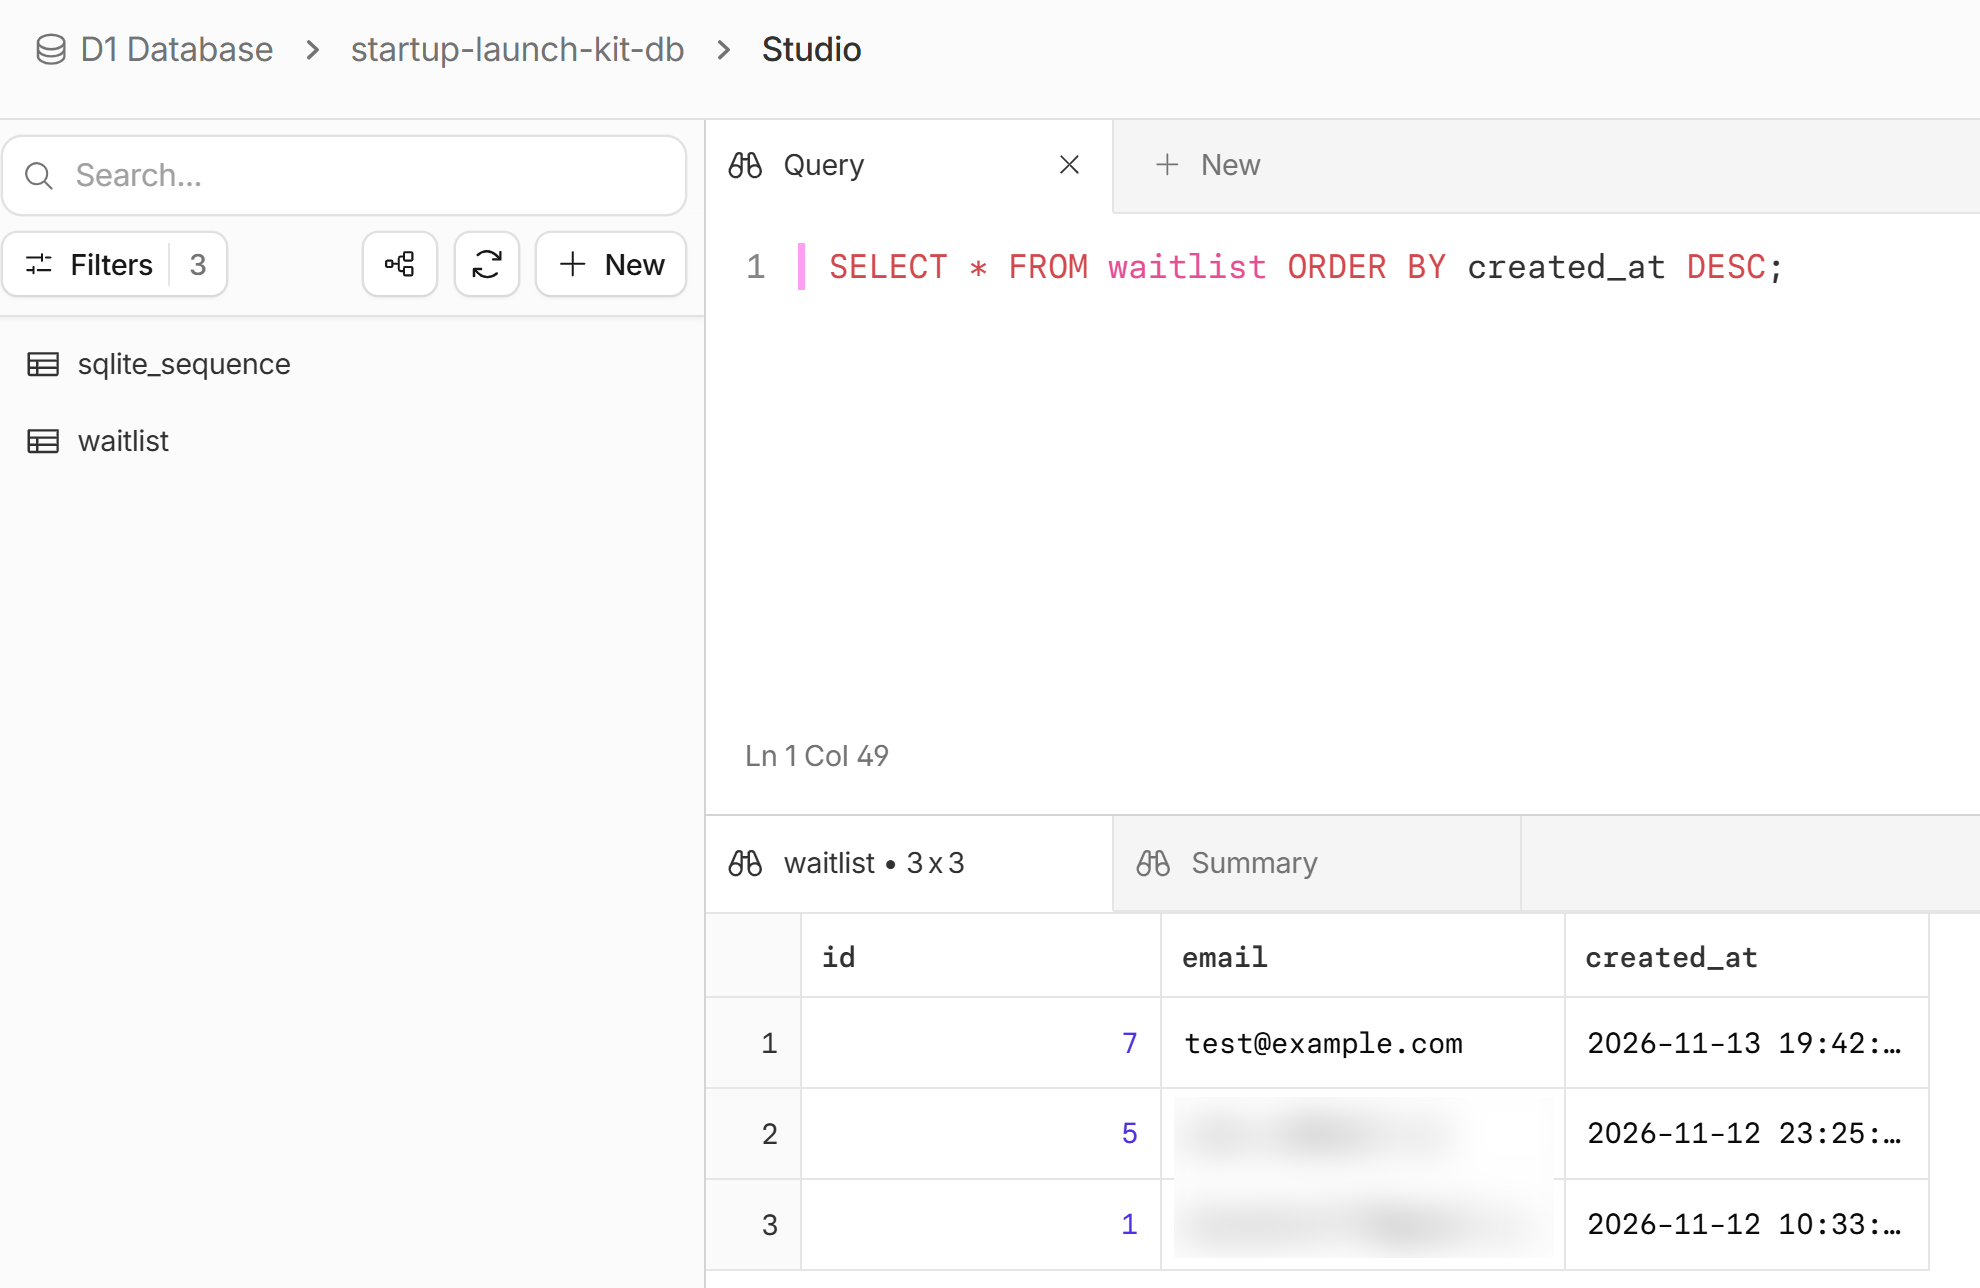 D1 Database > startup-launch-kit-db > Studio
Search...
Filters 3
New
sqlite_sequence
waitlist
Query
New
1 SELECT * FROM waitlist ORDER BY created_at DESC;
Ln 1 Col 49
waitlist • 3 x 3
Summary
id email created_at
1 7 test@example.com 2026-11-13 19:42:…
2 5 2026-11-12 23:25:…
3 1 2026-11-12 10:33:…